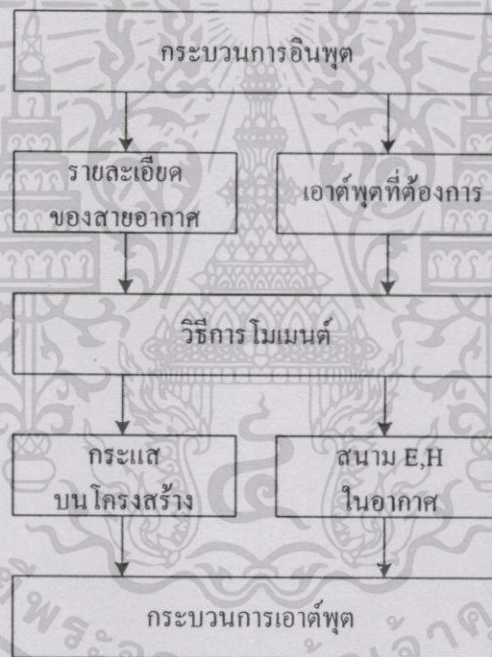 กระบวนการอินพุต
รายละเอียด
ของสายอากาศ
เอาต์พุตที่ต้องการ
วิธีการโมเมนต์
กระแส
บนโครงสร้าง
สนาม E,H
ในอากาศ
กระบวนการเอาต์พุต